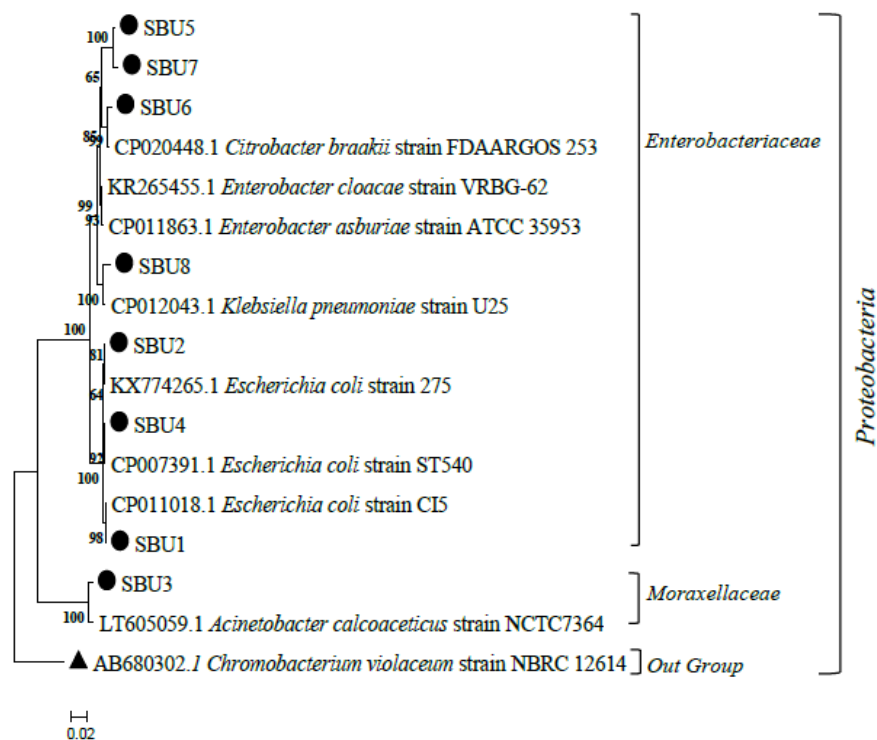 SBU5
100
SBU7
65
SBU6
85
99
CP020448.1 Citrobacter braakii strain FDAARGOS 253
Enterobacteriaceae
KR265455.1 Enterobacter cloacae strain VRBG-62
99
93
CP011863.1 Enterobacter asburiae strain ATCC 35953
SBU8
100
CP012043.1 Klebsiella pneumoniae strain U25
100
SBU2
81
KX774265.1 Escherichia coli strain 275
64
SBU4
92
CP007391.1 Escherichia coli strain ST540
100
CP011018.1 Escherichia coli strain CI5
98
SBU1
SBU3
Moraxellaceae
100
LT605059.1 Acinetobacter calcoaceticus strain NCTC7364
AB680302.1 Chromobacterium violaceum strain NBRC 12614
Out Group
Proteobacteria
0.02